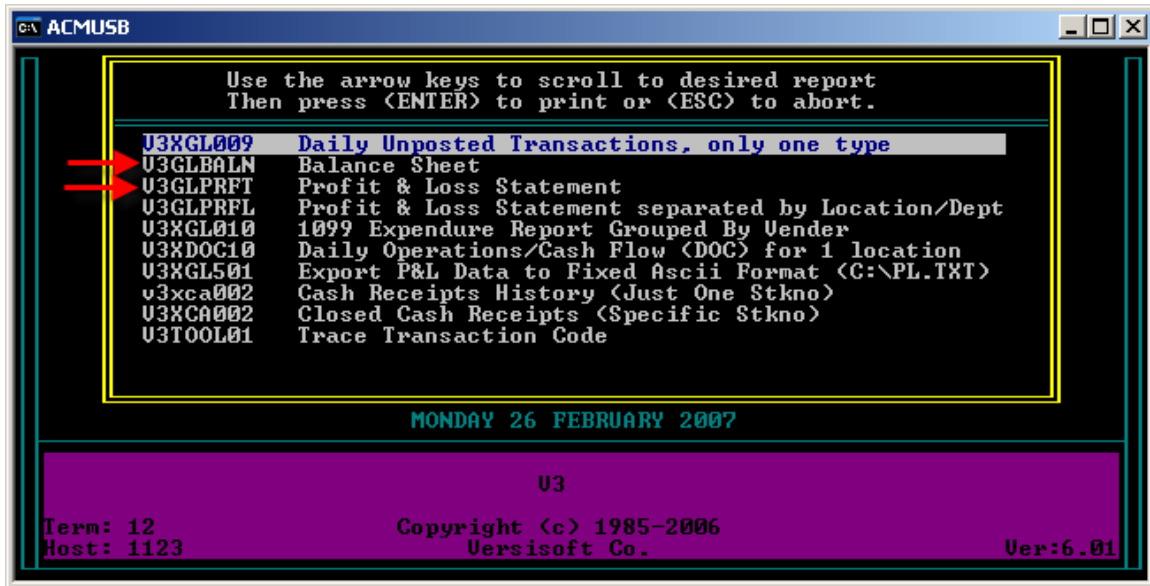 ACMUSB
Use the arrow keys to scroll to desired report
Then press <ENTER> to print or <ESC> to abort.
V3XGL009 Daily Unposted Transactions, only one type
V3GLBALN Balance Sheet
V3GLPRFT Profit & Loss Statement
V3GLPRFL Profit & Loss Statement separated by Location/Dept
V3XGL010 1099 Expendure Report Grouped By Vender
V3XDOC10 Daily Operations/Cash Flow (DOC) for 1 location
V3XGL501 Export P&L Data to Fixed Ascii Format (C:\PL.TXT)
v3xca002 Cash Receipts History (Just One Stkno)
V3XCA002 Closed Cash Receipts (Specific Stkno)
V3TOOL01 Trace Transaction Code
MONDAY 26 FEBRUARY 2007
V3
Term: 12 Copyright (c) 1985-2006
Host: 1123 Versisoft Co. Ver:6.01